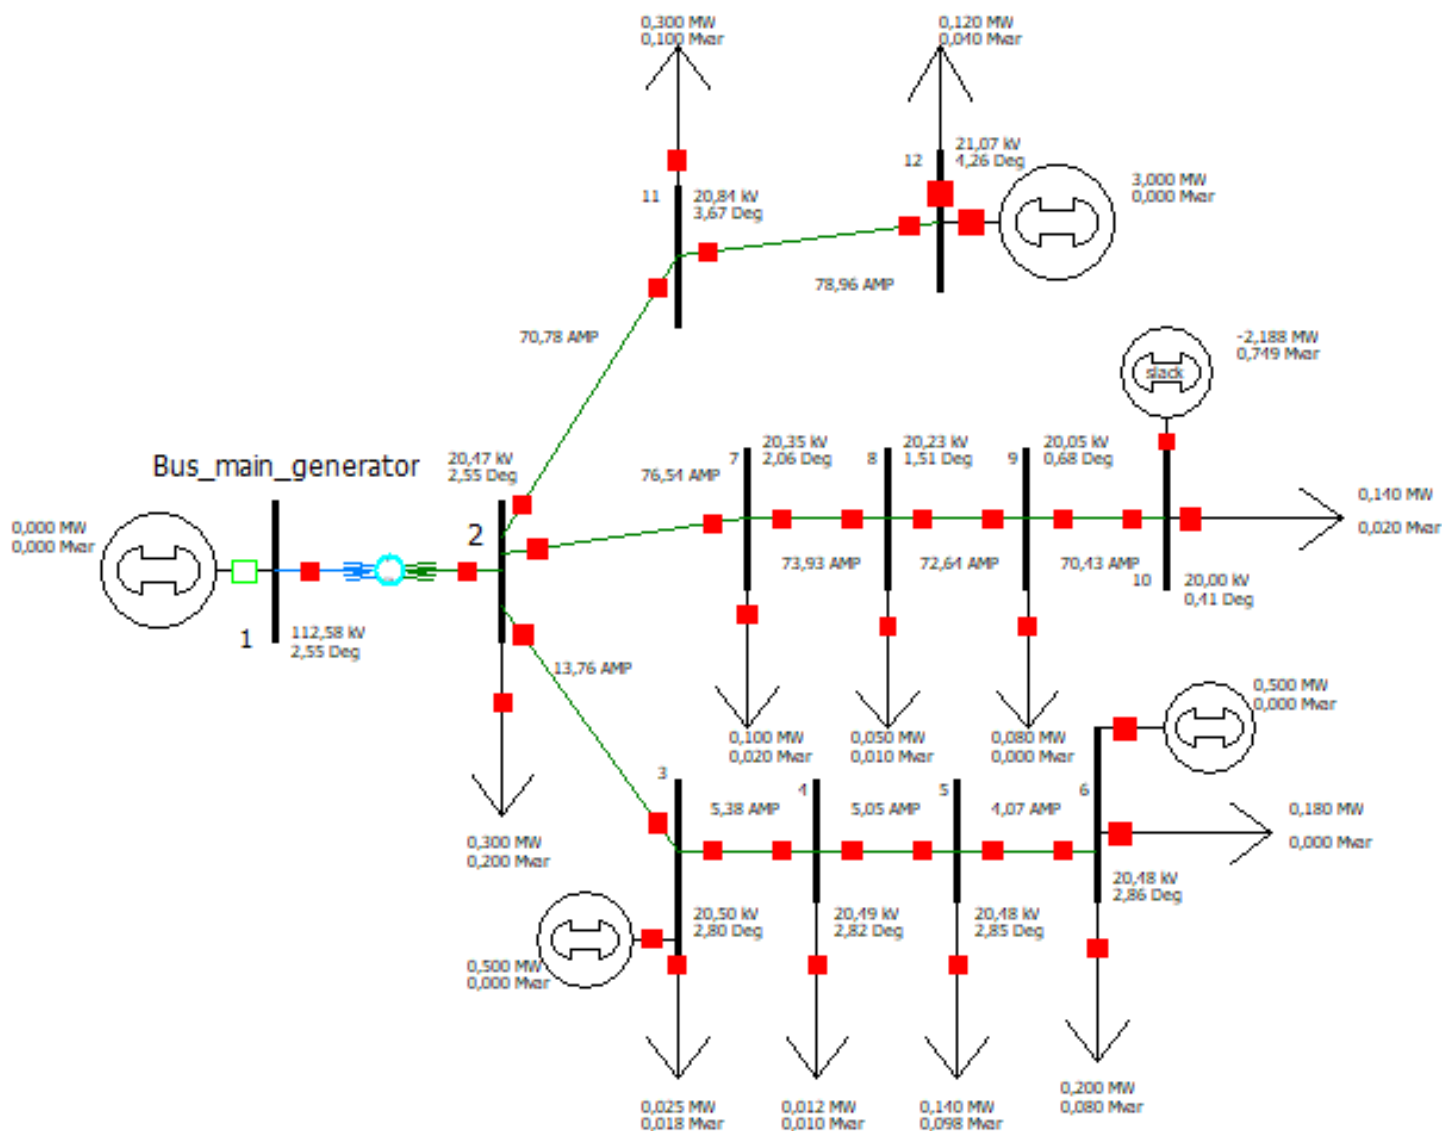 0,300 MW
0,100 Mvar
0,120 MW
0,040 Mvar
21,07 kV
4,26 Deg
12
3,000 MW
0,000 Mvar
11
20,84 kV
3,67 Deg
78,96 AMP
70,78 AMP
-2,188 MW
0,749 Mvar
slack
Bus_main_generator
20,47 kV
2,55 Deg
76,54 AMP
7
20,35 kV
2,06 Deg
8
20,23 kV
1,51 Deg
9
20,05 kV
0,68 Deg
0,140 MW
0,020 Mvar
0,000 MW
0,000 Mvar
2
73,93 AMP
72,64 AMP
70,43 AMP
10
20,00 kV
0,41 Deg
1
112,58 kV
2,55 Deg
13,76 AMP
0,500 MW
0,000 Mvar
0,100 MW
0,020 Mvar
0,050 MW
0,010 Mvar
0,080 MW
0,000 Mvar
3
5,38 AMP
4
5,05 AMP
5
4,07 AMP
6
0,180 MW
0,000 Mvar
0,300 MW
0,200 Mvar
20,50 kV
2,80 Deg
20,49 kV
2,82 Deg
20,48 kV
2,85 Deg
20,48 kV
2,86 Deg
0,500 MW
0,000 Mvar
0,025 MW
0,018 Mvar
0,012 MW
0,010 Mvar
0,140 MW
0,098 Mvar
0,200 MW
0,080 Mvar